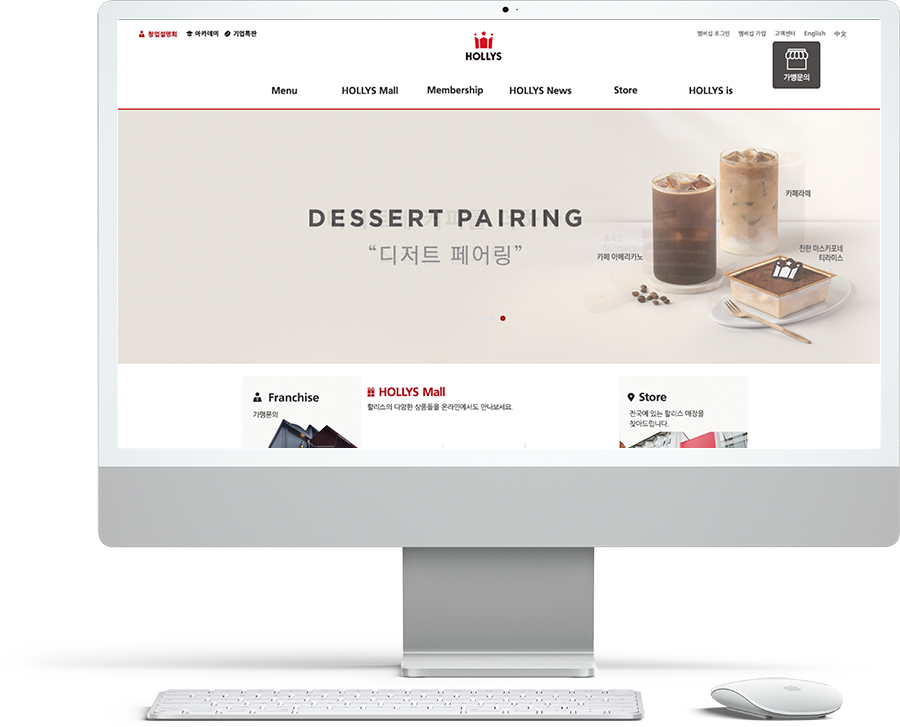 창업설명회 아카데미 기업특판
멤버십 로그인 멤버십 가입 고객센터 English 中文
HOLLYS
가맹문의
Menu HOLLYS Mall Membership HOLLYS News Store HOLLYS is
DESSERT PAIRING
“디저트 페어링”
카페라떼
카페 아메리카노
진한 마스카포네
티라미스
Franchise
가맹문의
HOLLYS Mall
할리스의 다양한 상품들을 온라인에서도 만나보세요.
Store
전국에 있는 할리스 매장을
찾아드립니다.